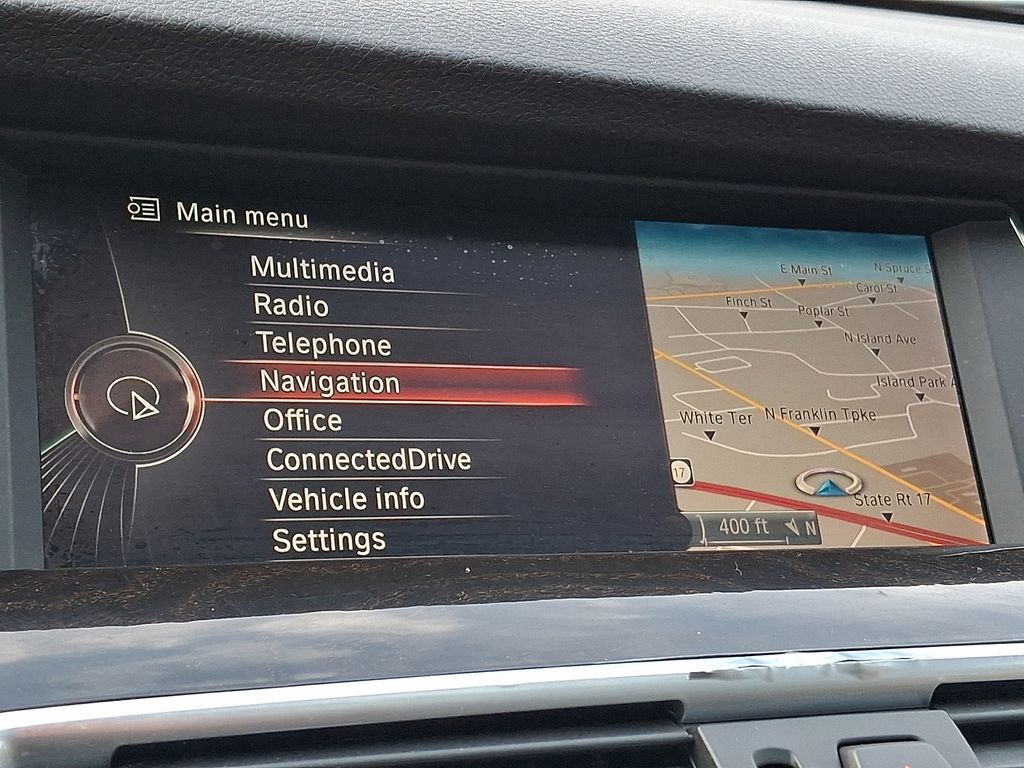 Main menu
Multimedia
Radio
Telephone
Navigation
Office
ConnectedDrive
Vehicle info
Settings
E Main St
N Spruce S
Carol St
Finch St
Poplar St
N Island Ave
Island Park A
White Ter
N Franklin Tpke
17
State Rt 17
400 ft
N